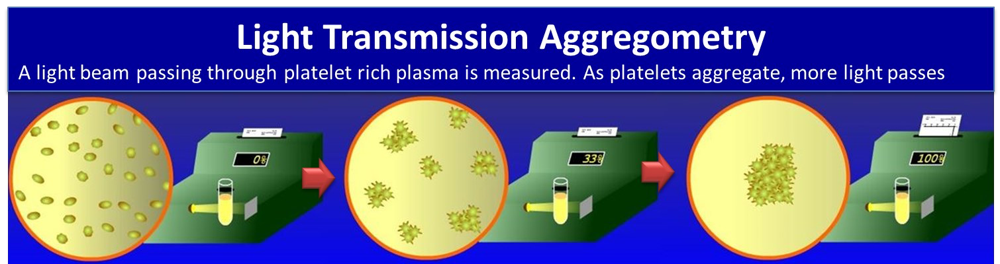 Light Transmission Aggregometry
A light beam passing through platelet rich plasma is measured. As platelets aggregate, more light passes
0%
33%
100%